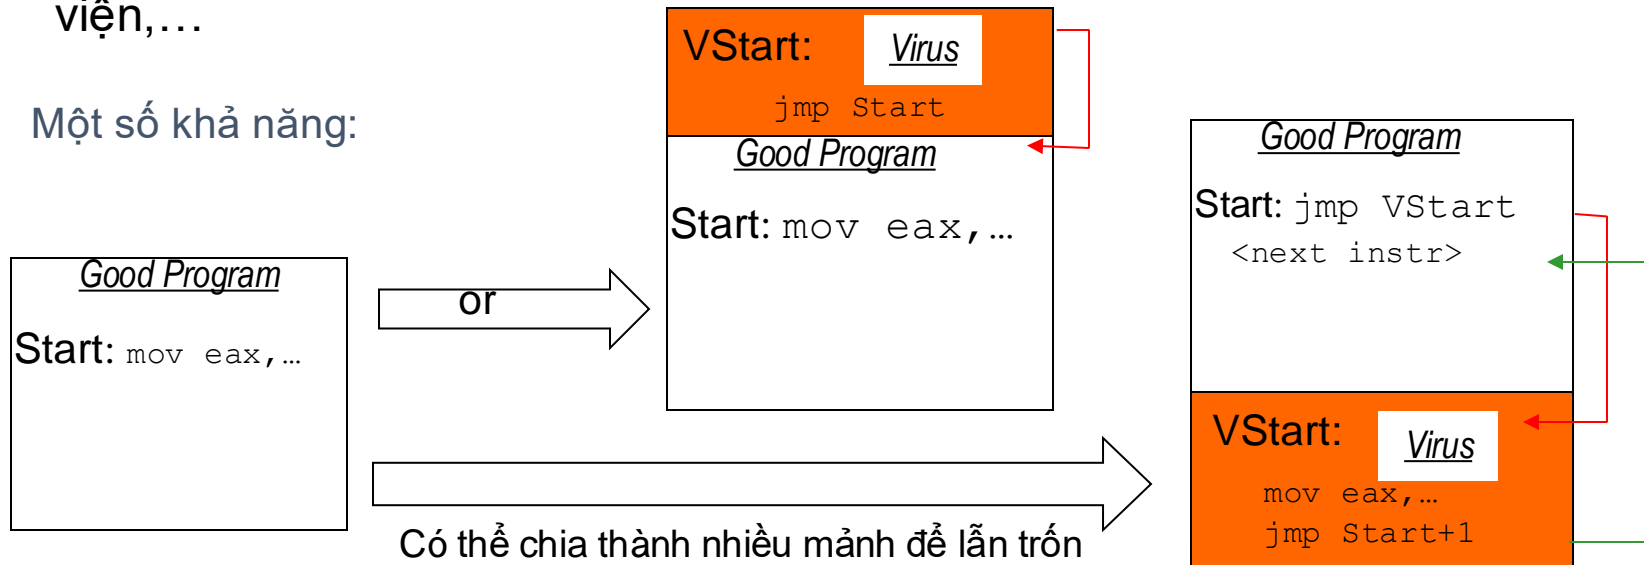 viện,…
Một số khả năng:
Good Program
Start: mov eax,…
or
VStart: Virus
jmp Start
Good Program
Start: mov eax,…
Có thể chia thành nhiều mảnh để lẩn trốn
Good Program
Start: jmp VStart
<next instr>
VStart: Virus
mov eax,…
jmp Start+1